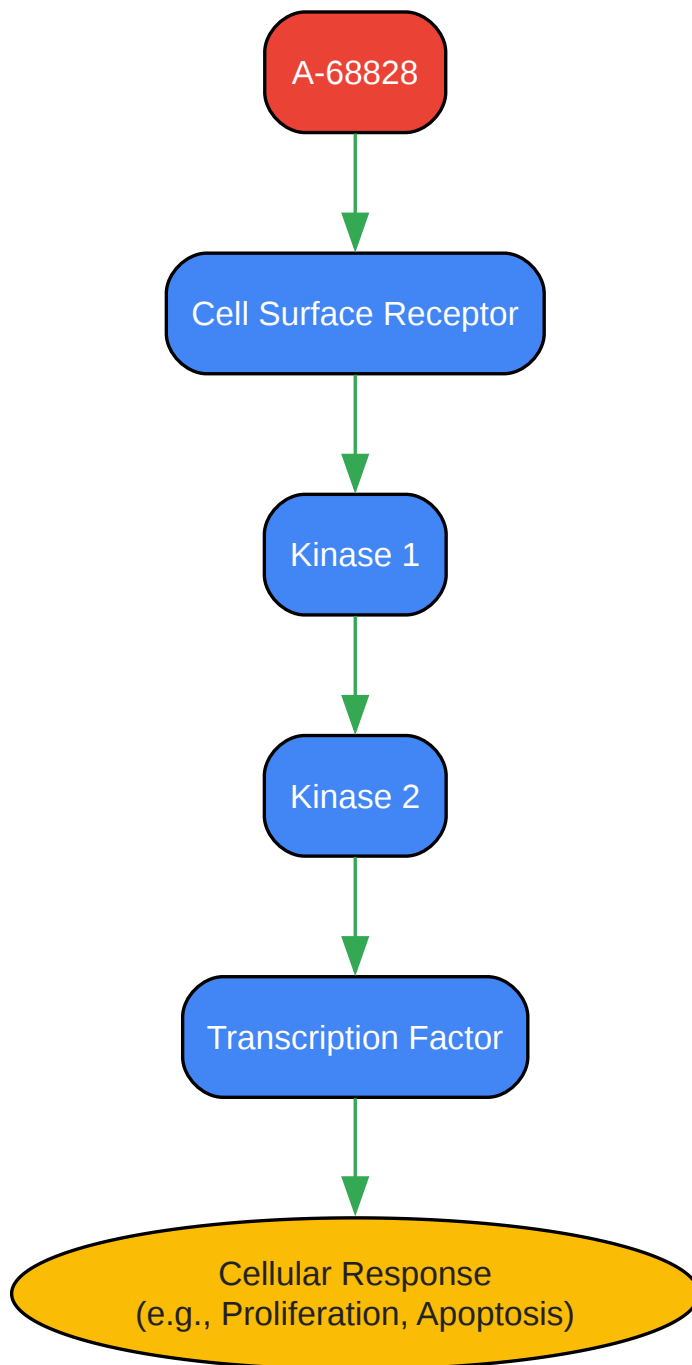 A-68828
Cell Surface Receptor
Kinase 1
Kinase 2
Transcription Factor
Cellular Response
(e.g., Proliferation, Apoptosis)